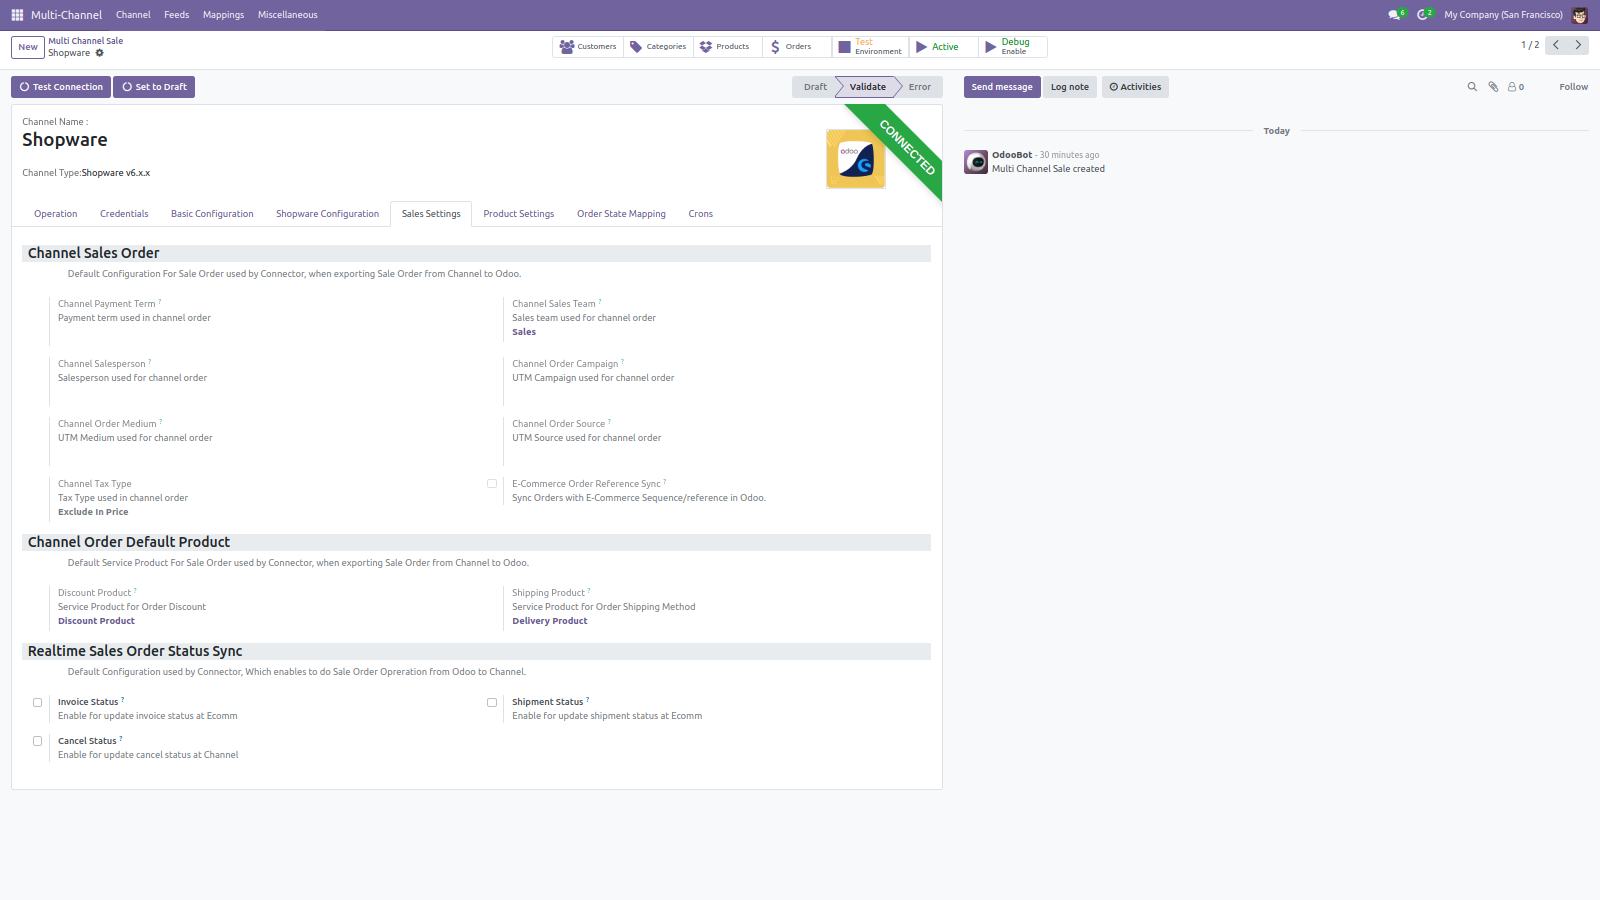 Multi-Channel Channel Feeds Mappings Miscellaneous 6 2 My Company (San Francisco)
New Multi Channel Sale
Shopware
Customers Categories Products Orders Test Environment Active Debug Enable
1 / 2
Test Connection Set to Draft Draft Validate Error
Send message Log note Activities 0 Follow
Channel Name :
Shopware
Channel Type:Shopware v6.x.x
odoo
CONNECTED
Today
OdooBot - 30 minutes ago
Multi Channel Sale created
Operation Credentials Basic Configuration Shopware Configuration Sales Settings Product Settings Order State Mapping Crons
Channel Sales Order
Default Configuration For Sale Order used by Connector, when exporting Sale Order from Channel to Odoo.
Channel Payment Term ?
Payment term used in channel order
Channel Sales Team ?
Sales team used for channel order
Sales
Channel Salesperson ?
Salesperson used for channel order
Channel Order Campaign ?
UTM Campaign used for channel order
Channel Order Medium ?
UTM Medium used for channel order
Channel Order Source ?
UTM Source used for channel order
Channel Tax Type
Tax Type used in channel order
Exclude In Price
E-Commerce Order Reference Sync ?
Sync Orders with E-Commerce Sequence/reference in Odoo.
Channel Order Default Product
Default Service Product For Sale Order used by Connector, when exporting Sale Order from Channel to Odoo.
Discount Product ?
Service Product for Order Discount
Discount Product
Shipping Product ?
Service Product for Order Shipping Method
Delivery Product
Realtime Sales Order Status Sync
Default Configuration used by Connector, Which enables to do Sale Order Opreration from Odoo to Channel.
Invoice Status ?
Enable for update invoice status at Ecomm
Shipment Status ?
Enable for update shipment status at Ecomm
Cancel Status ?
Enable for update cancel status at Channel